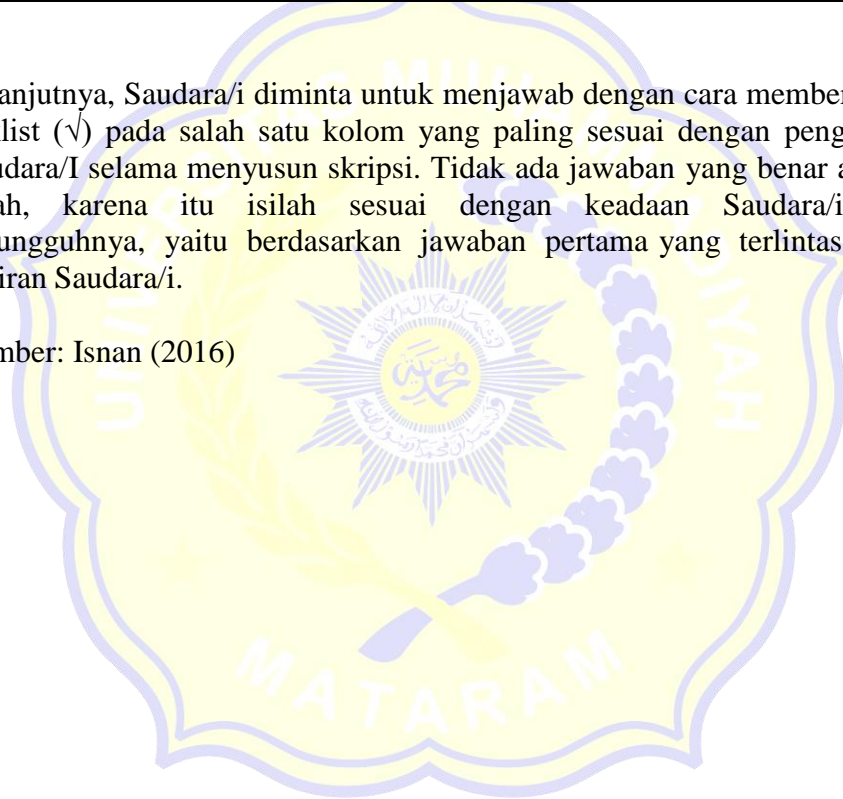 anjutnya, Saudara/i diminta untuk menjawab dengan cara member
list (√) pada salah satu kolom yang paling sesuai dengan peng
udara/I selama menyusun skripsi. Tidak ada jawaban yang benar a
ah, karena itu isilah sesuai dengan keadaan Saudara/i
ungguhnya, yaitu berdasarkan jawaban pertama yang terlintas
iran Saudara/i.
mber: Isnan (2016)
UNIVERSITAS MUHAMMADIYAH
MATARAM